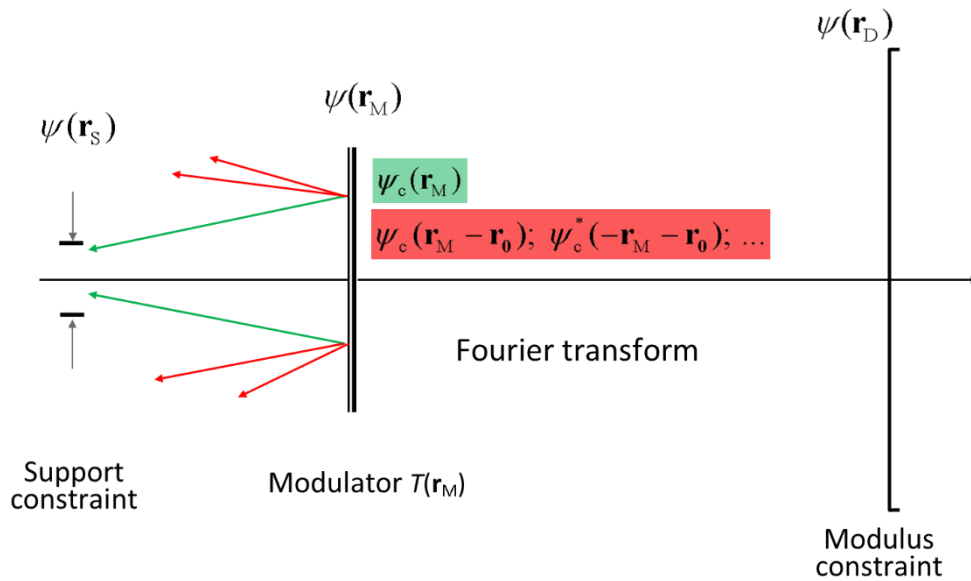 ψ(r_D)
ψ(r_M)
ψ(r_S)
ψ_c(r_M)
ψ_c(r_M − r_0); ψ_c^*(−r_M − r_0); ...
Fourier transform
Support
constraint
Modulator T(r_M)
Modulus
constraint